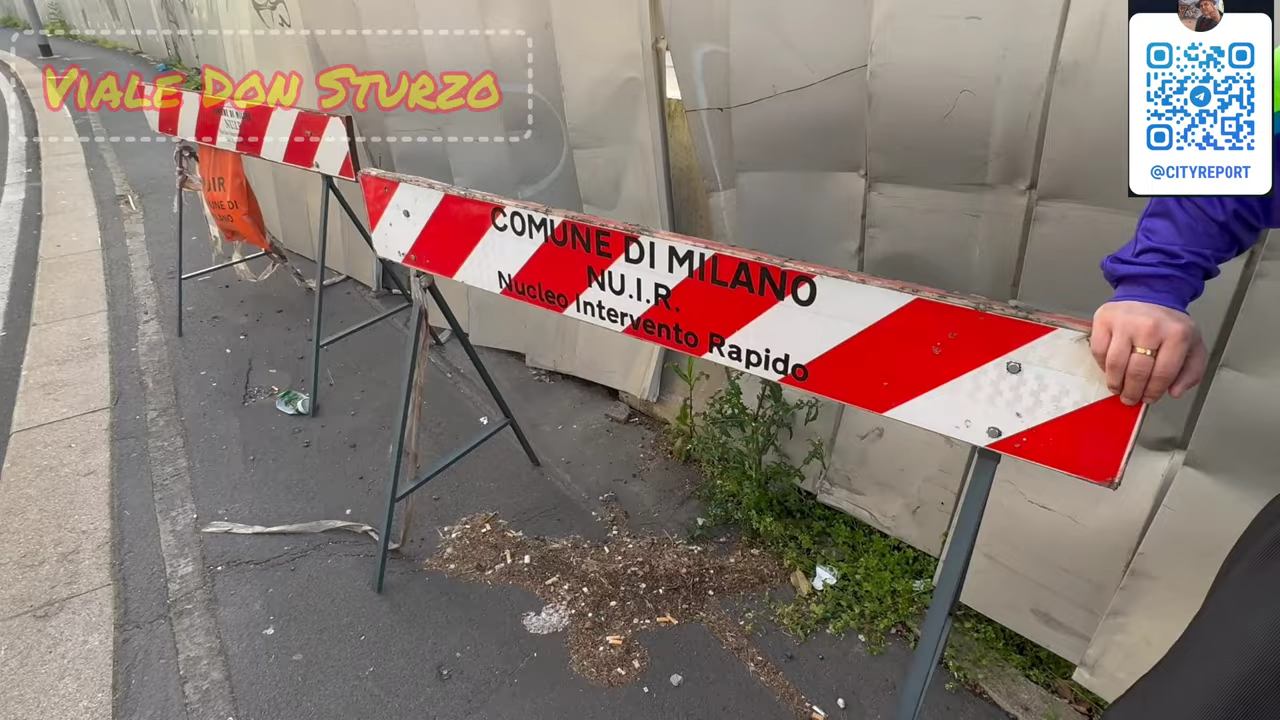 Viale Don Sturzo
@CITYREPORT
COMUNE DI MILANO
NU.I.R.
Nucleo Intervento Rapido